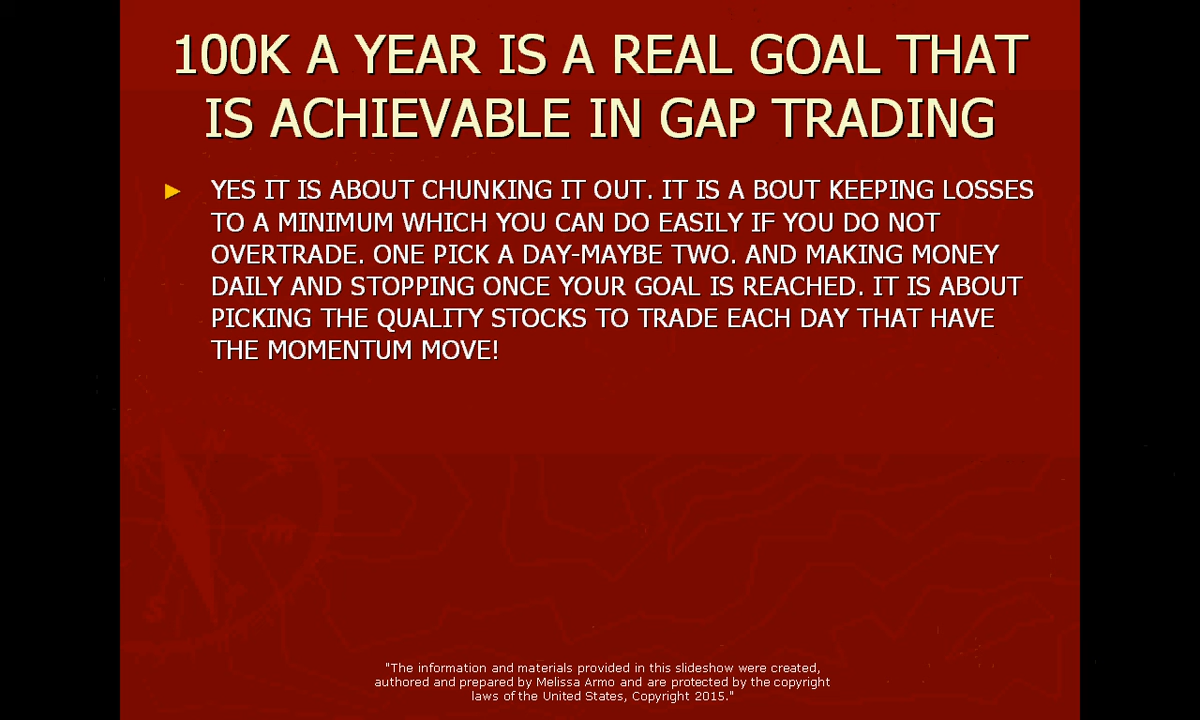 100K A YEAR IS A REAL GOAL THAT
IS ACHIEVABLE IN GAP TRADING
► YES IT IS ABOUT CHUNKING IT OUT. IT IS A BOUT KEEPING LOSSES
TO A MINIMUM WHICH YOU CAN DO EASILY IF YOU DO NOT
OVERTRADE. ONE PICK A DAY-MAYBE TWO. AND MAKING MONEY
DAILY AND STOPPING ONCE YOUR GOAL IS REACHED. IT IS ABOUT
PICKING THE QUALITY STOCKS TO TRADE EACH DAY THAT HAVE
THE MOMENTUM MOVE!
N
S
"The information and materials provided in this slideshow were created,
authored and prepared by Melissa Armo and are protected by the copyright
laws of the United States, Copyright 2015."